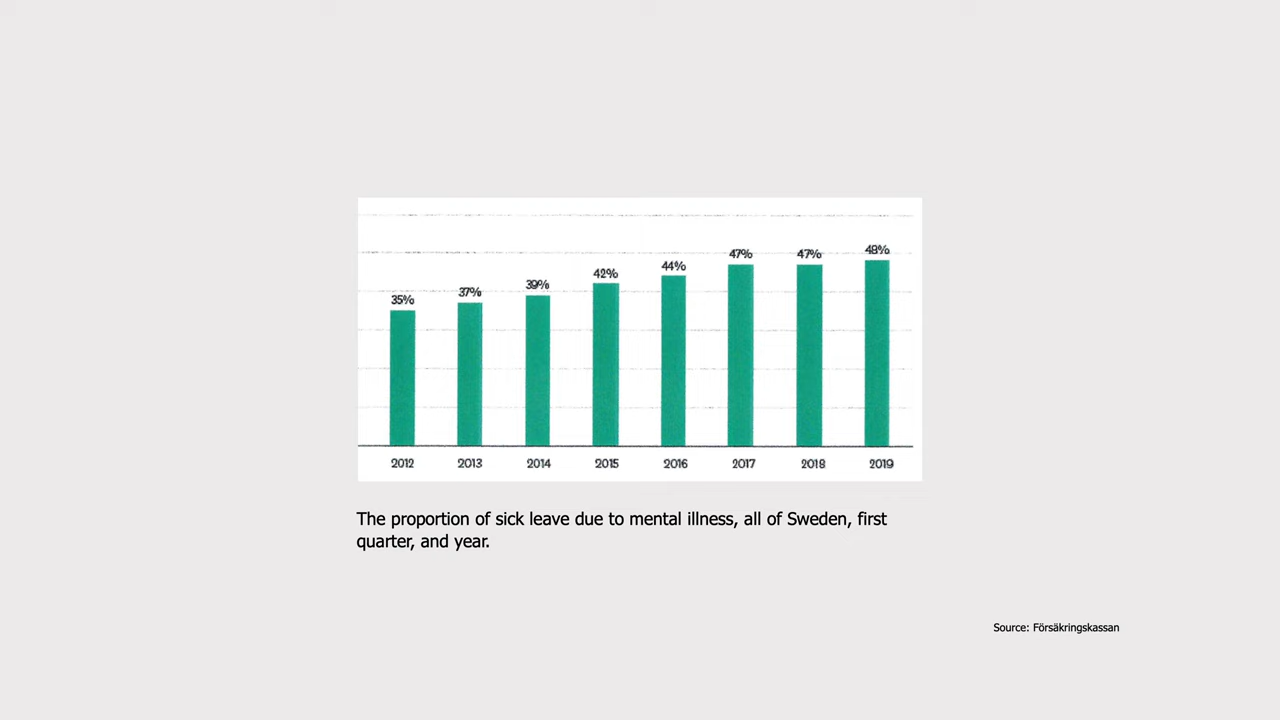 35% 37% 39% 42% 44% 47% 47% 48%
2012 2013 2014 2015 2016 2017 2018 2019
The proportion of sick leave due to mental illness, all of Sweden, first
quarter, and year.
Source: Försäkringskassan